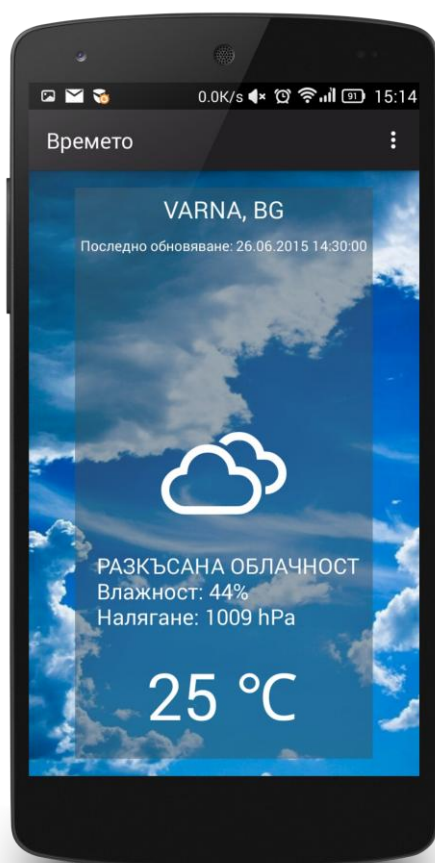 0.0K/s 91 15:14
Времето
VARNA, BG
Последно обновяване: 26.06.2015 14:30:00
РАЗКЪСАНА ОБЛАЧНОСТ
Влажност: 44%
Налягане: 1009 hPa
25 °C